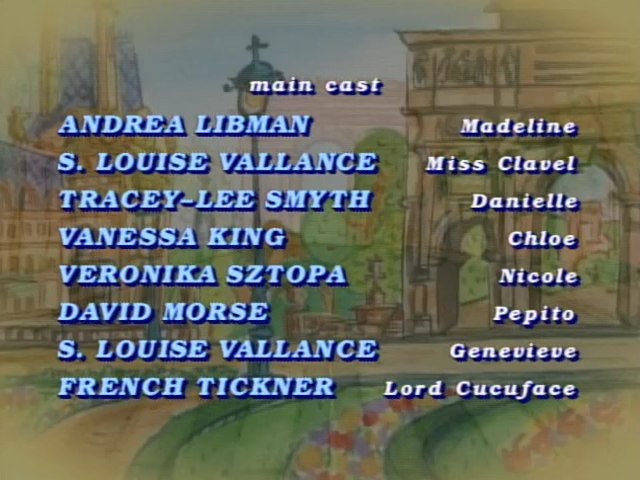 main cast
ANDREA LIBMAN Madeline
S. LOUISE VALLANCE Miss Clavel
TRACEY-LEE SMYTH Danielle
VANESSA KING Chloe
VERONIKA SZTOPA Nicole
DAVID MORSE Pepito
S. LOUISE VALLANCE Genevieve
FRENCH TICKNER Lord Cucuface